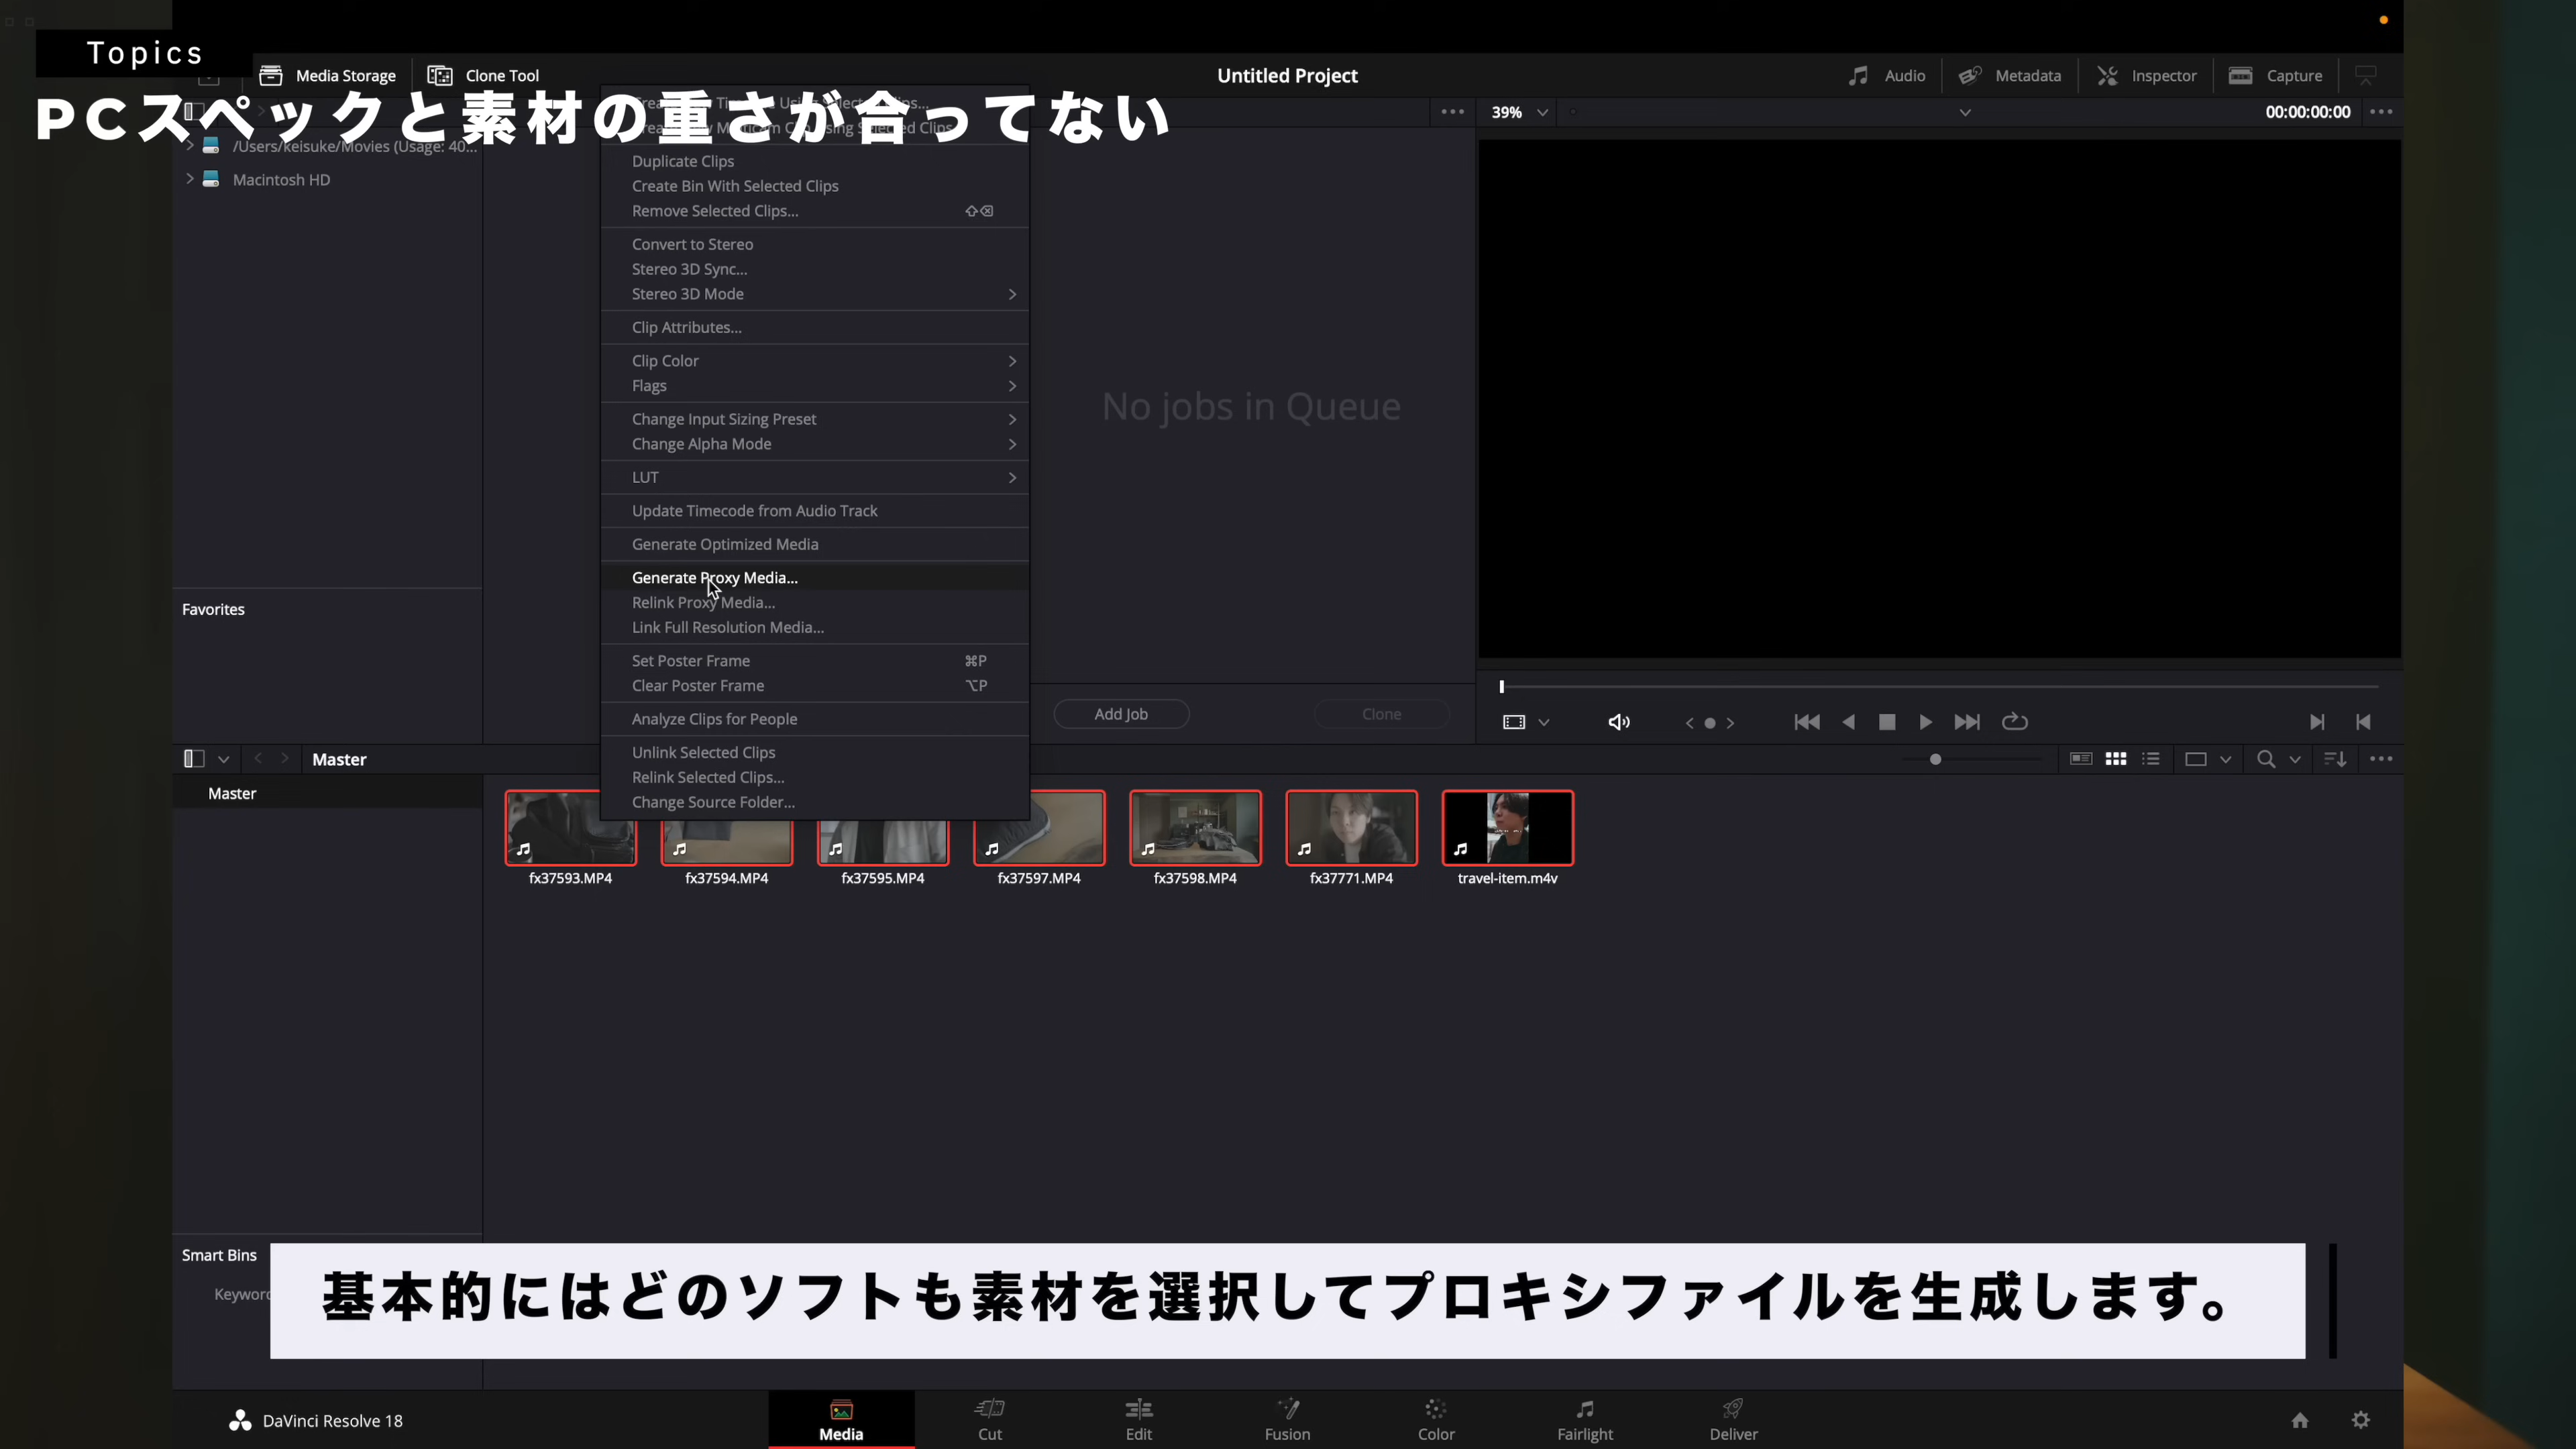 Topics
PCスペックと素材の重さが合ってない
Media Storage
Clone Tool
Untitled Project
Audio
Metadata
Inspector
Capture
39%
00:00:00:00
/Users/keisuke/Movies (Usage: 40...
Macintosh HD
Duplicate Clips
Create Bin With Selected Clips
Remove Selected Clips... ⇧⌫
Convert to Stereo
Stereo 3D Sync...
Stereo 3D Mode
Clip Attributes...
Clip Color
Flags
Change Input Sizing Preset
Change Alpha Mode
LUT
Update Timecode from Audio Track
Generate Optimized Media
Generate Proxy Media...
Relink Proxy Media...
Link Full Resolution Media...
Set Poster Frame ⌘P
Clear Poster Frame ⌥P
Analyze Clips for People
Unlink Selected Clips
Relink Selected Clips...
Change Source Folder...
No jobs in Queue
Favorites
Add Job
Clone
Master
Master
fx37593.MP4
fx37594.MP4
fx37595.MP4
fx37597.MP4
fx37598.MP4
fx37771.MP4
travel-item.m4v
Smart Bins
Keyword
基本的にはどのソフトも素材を選択してプロキシファイルを生成します。
DaVinci Resolve 18
Media
Cut
Edit
Fusion
Color
Fairlight
Deliver